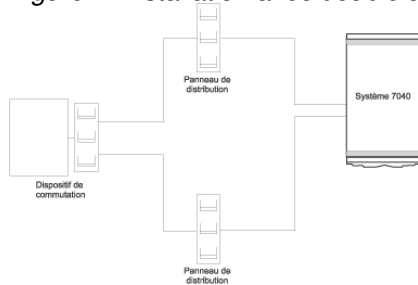 Panneau de
distribution
Système 7040
Dispositif de
commutation
Panneau de
distribution